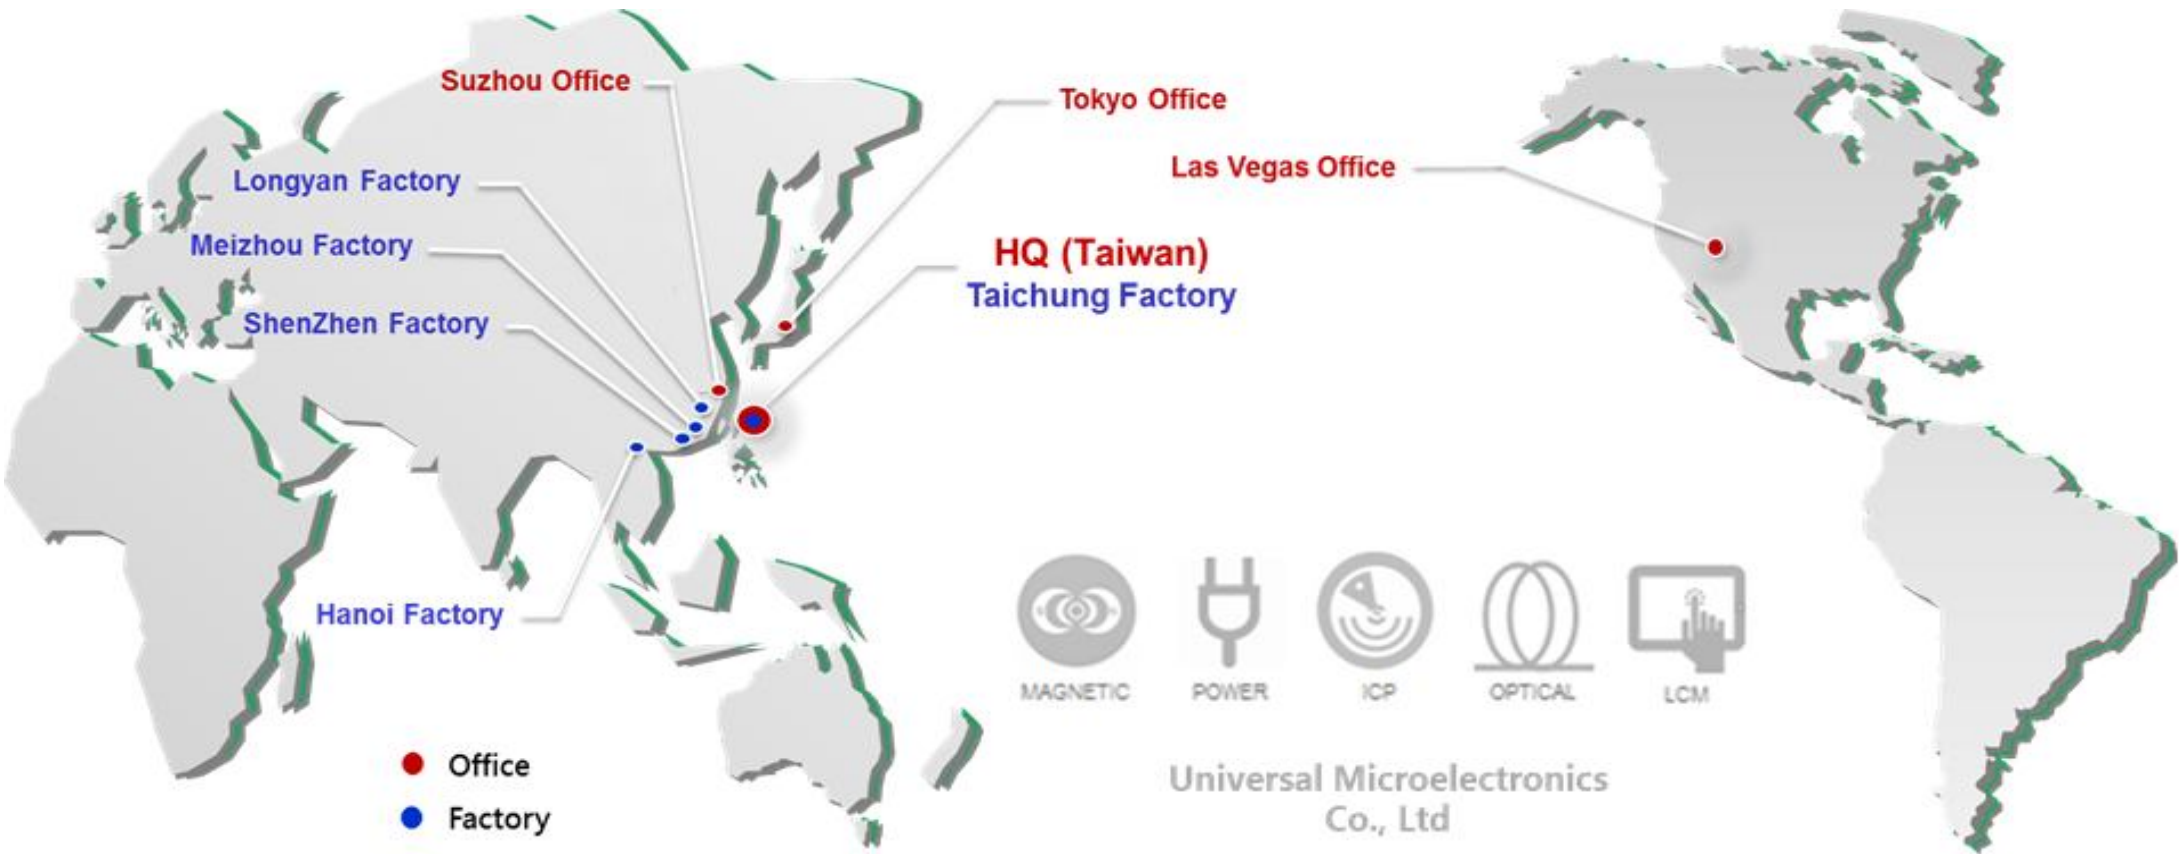 Suzhou Office
Tokyo Office
Las Vegas Office
Longyan Factory
Meizhou Factory
HQ (Taiwan)
Taichung Factory
ShenZhen Factory
Hanoi Factory
MAGNETIC
POWER
ICP
OPTICAL
LCM
Office
Factory
Universal Microelectronics
Co., Ltd